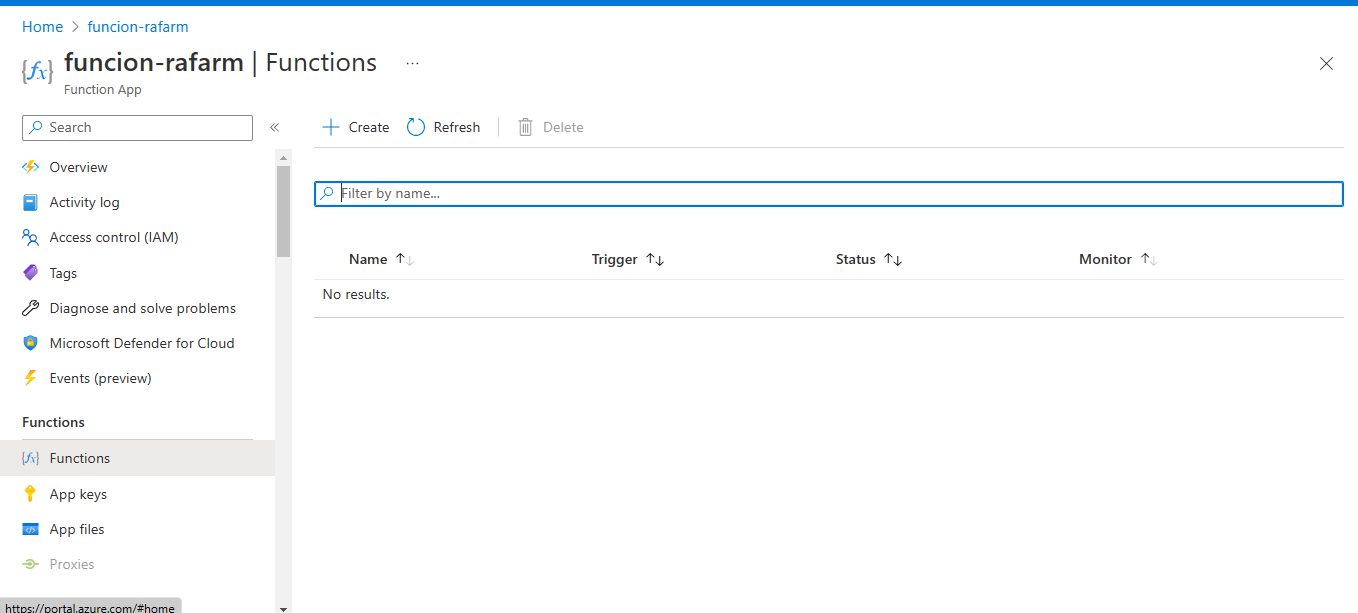 Home > funcion-rafarm
funcion-rafarm | Functions ...
Function App
Search «
Create Refresh Delete
Overview
Activity log
Access control (IAM)
Tags
Diagnose and solve problems
Microsoft Defender for Cloud
Events (preview)
Functions
Functions
App keys
App files
Proxies
Filter by name...
Name ↑↓ Trigger ↑↓ Status ↑↓ Monitor ↑↓
No results.
https://portal.azure.com/#home